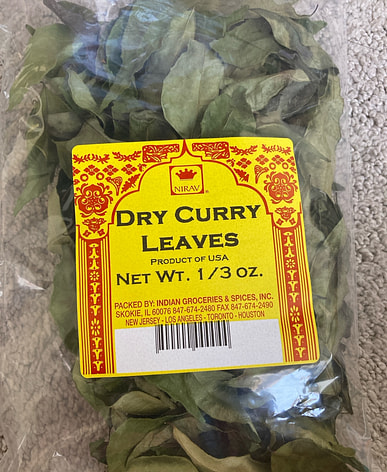 NIRAV ®
DRY CURRY
LEAVES
PRODUCT OF USA
NET WT. 1/3 OZ.
PACKED BY: INDIAN GROCERIES & SPICES, INC.
SKOKIE, IL 60076 847-674-2480 FAX 847-674-2490
NEW JERSEY - LOS ANGELES - TORONTO - HOUSTON